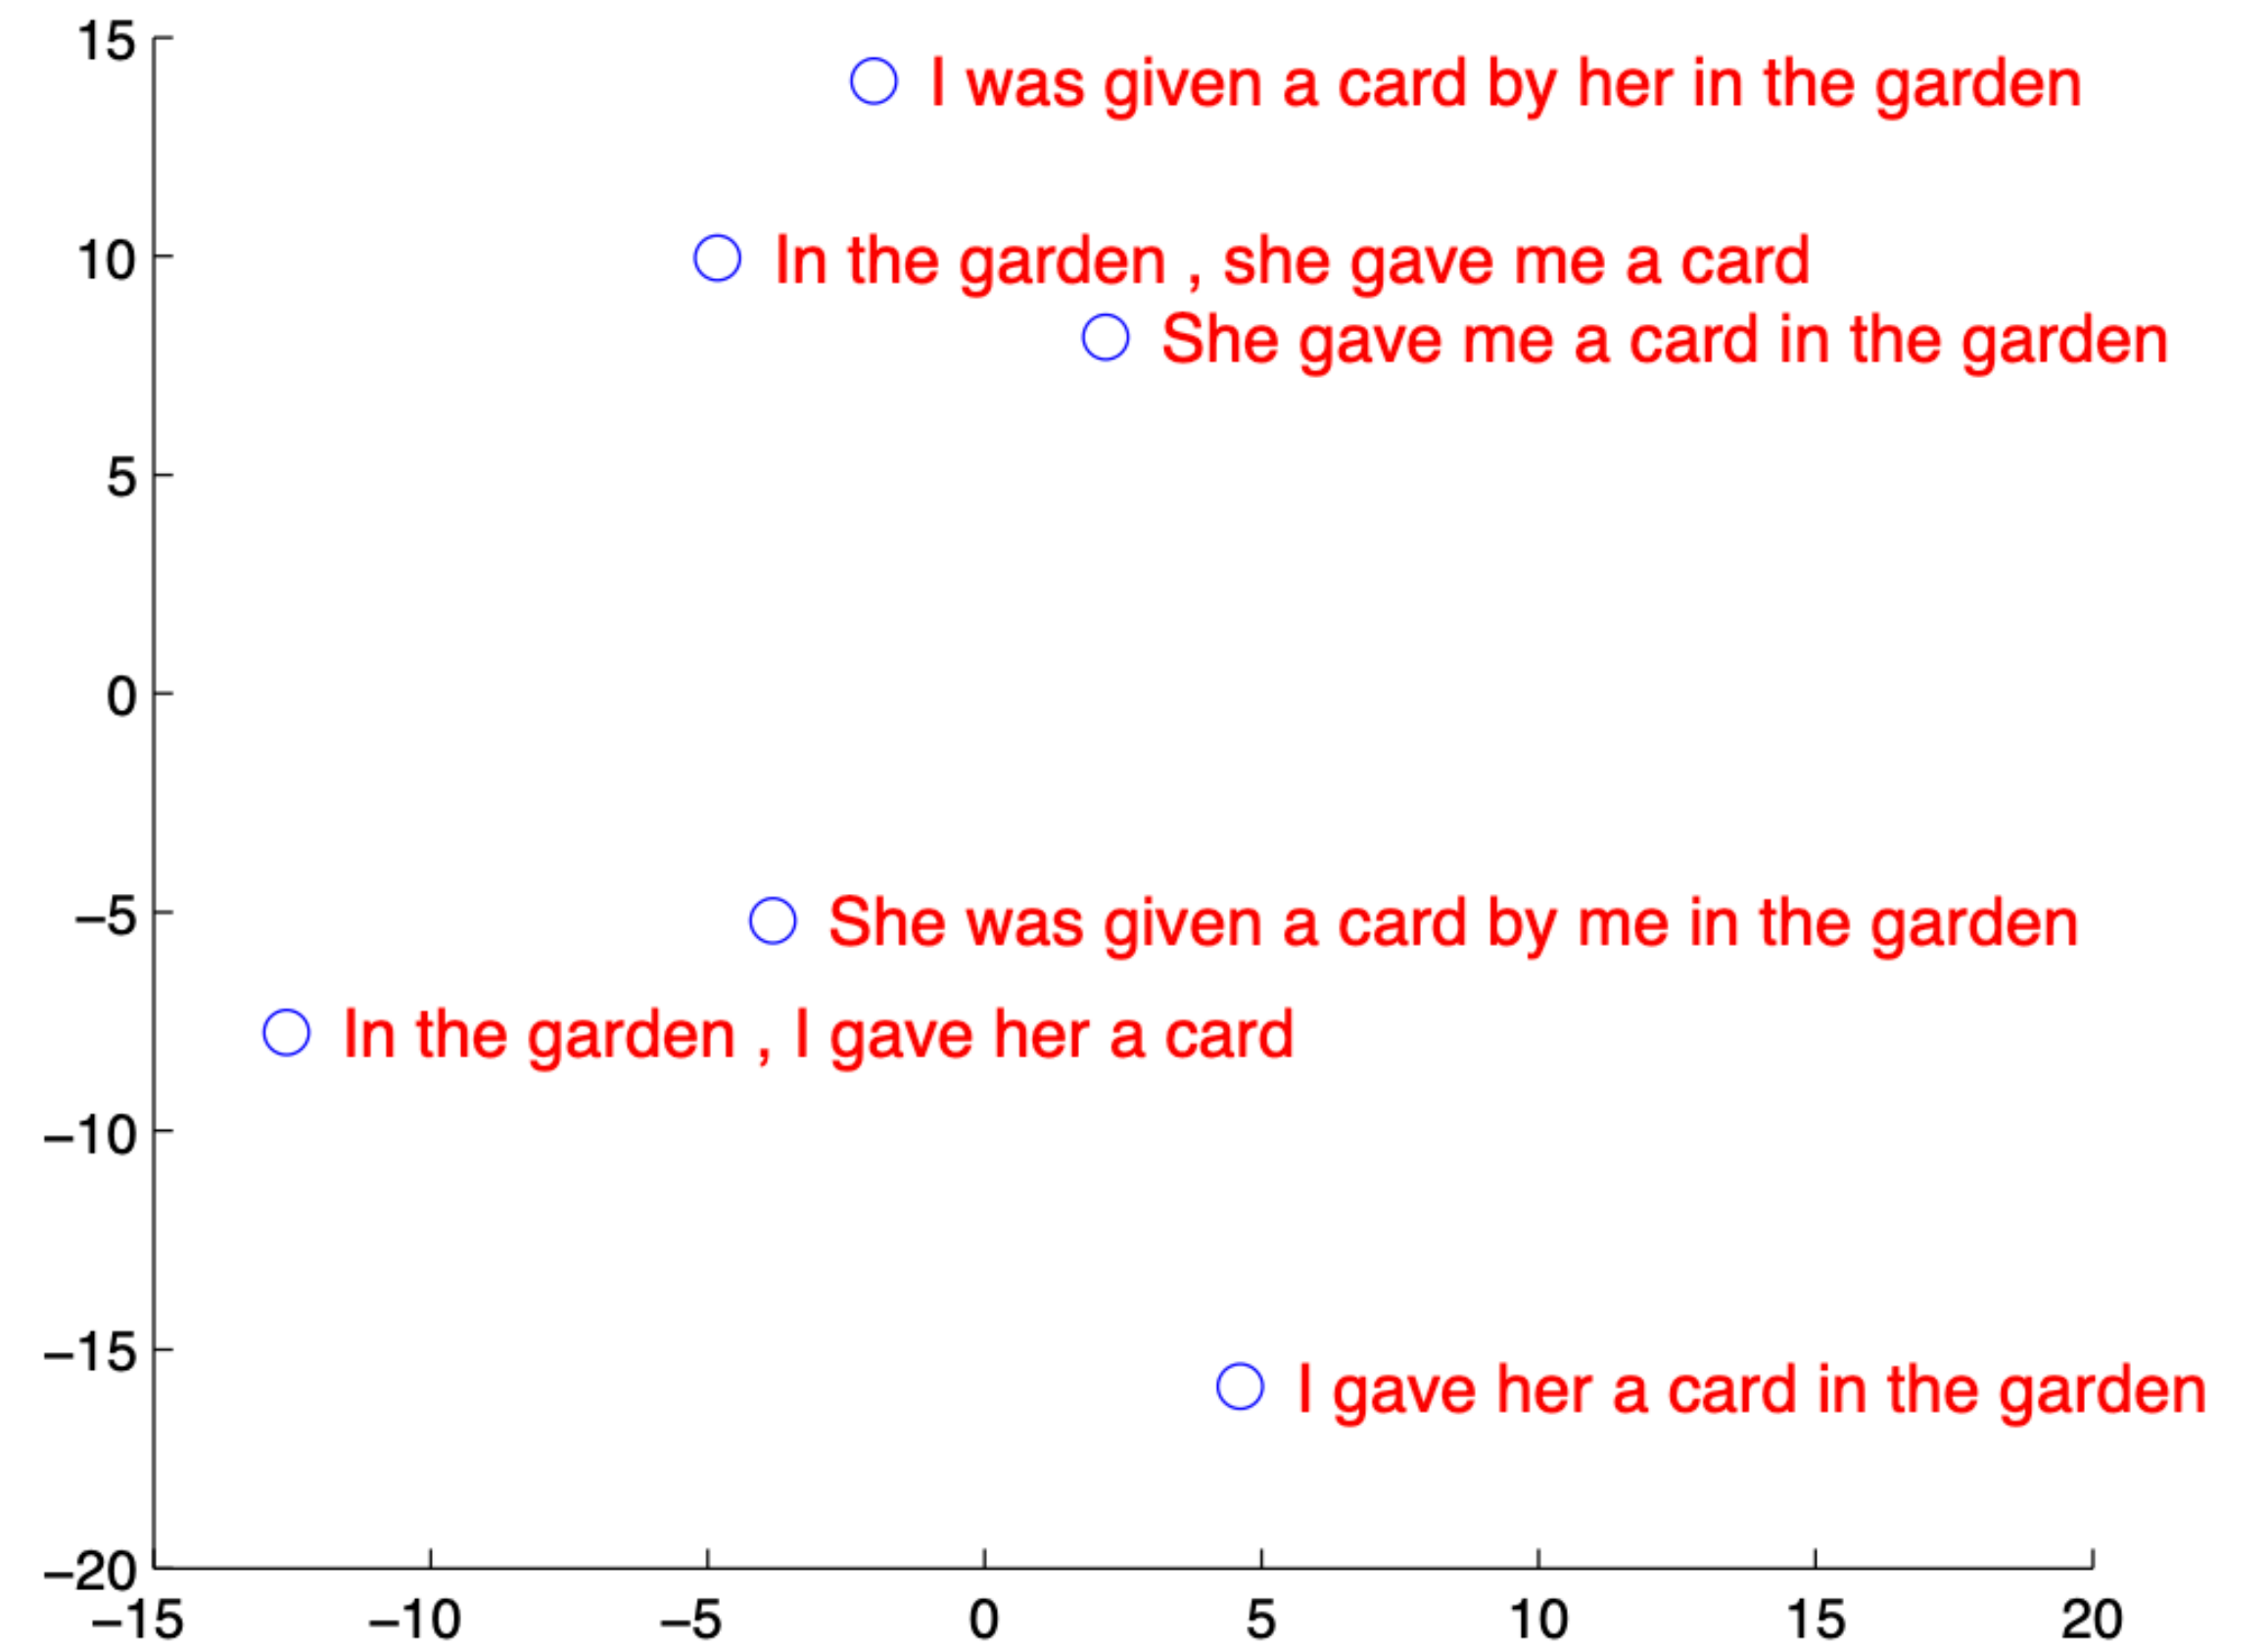 15
I was given a card by her in the garden
10
In the garden , she gave me a card
She gave me a card in the garden
5
0
−5
She was given a card by me in the garden
In the garden , I gave her a card
−10
−15
I gave her a card in the garden
−20
−15 −10 −5 0 5 10 15 20